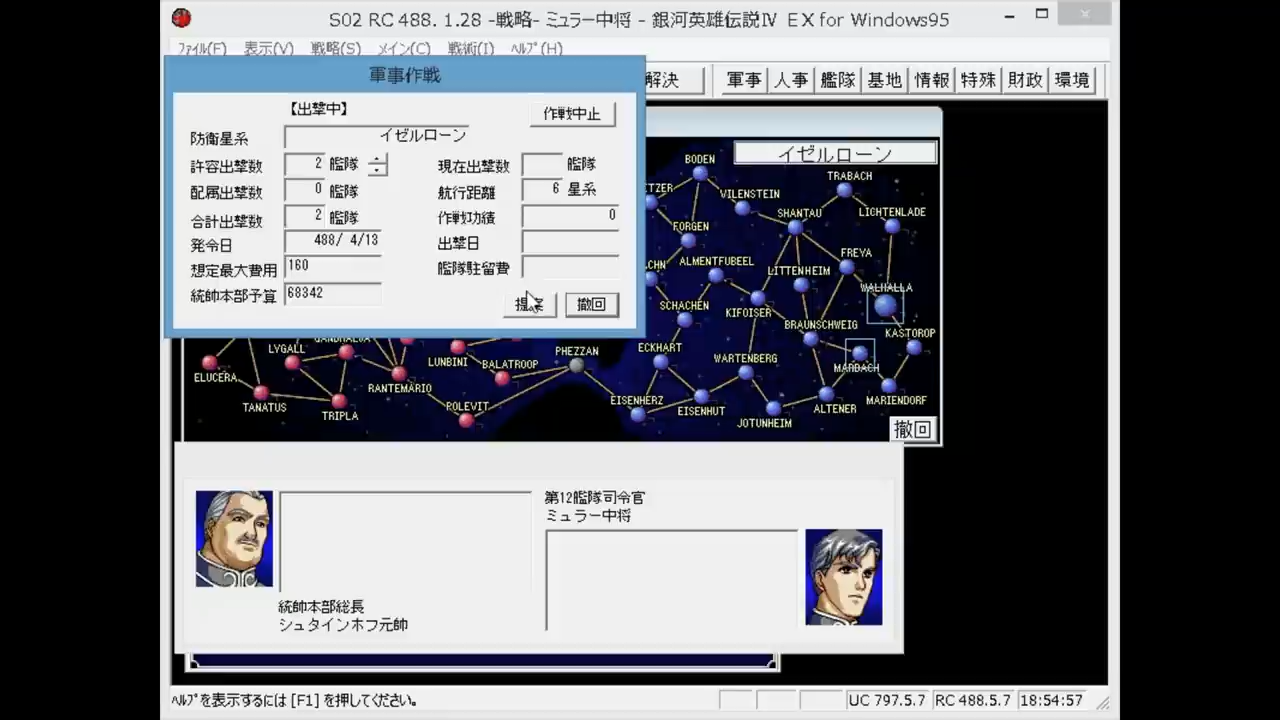 S02 RC 488. 1.28 -戦略- ミュラー中将 - 銀河英雄伝説Ⅳ EX for Windows95
ﾌｧｲﾙ(F) 表示(V) 戦略(S) メイン(C) 戦術(I) ﾍﾙﾌﾟ(H)
軍事作戦
解決 軍事 人事 艦隊 基地 情報 特殊 財政 環境
【出撃中】 作戦中止
防衛星系 イゼルローン
許容出撃数 2 艦隊 現在出撃数 艦隊
配属出撃数 0 艦隊 航行距離 6 星系
合計出撃数 2 艦隊 作戦功績 0
発令日 488/ 4/13 出撃日
想定最大費用 160 艦隊駐留費
統帥本部予算 68342
撤回
イゼルローン
BODEN
TRABACH
VILENSTEIN
SHANTAU
LICHTENLADE
FORGEN
FREYA
ALMENTFUBEEL
LITTENHEIM
WALHALLA
SCHACHEN
KIFOISER
BRAUNSCHWEIG
KASTOROP
LYGALL
LUNBINI
BALATROOP
PHEZZAN
ECKHART
WARTENBERG
MARBACH
ELUCERA
RANTEMARIO
EISENHERZ
EISENHUT
ALTENER
MARIENDORF
TANATUS
TRIPLA
ROLEVIT
JOTUNHEIM
撤回
第12艦隊司令官
ミュラー中将
統帥本部総長
シュタインホフ元帥
ﾍﾙﾌﾟを表示するには [F1] を押してください。
UC 797.5.7 RC 488.5.7 18:54:57